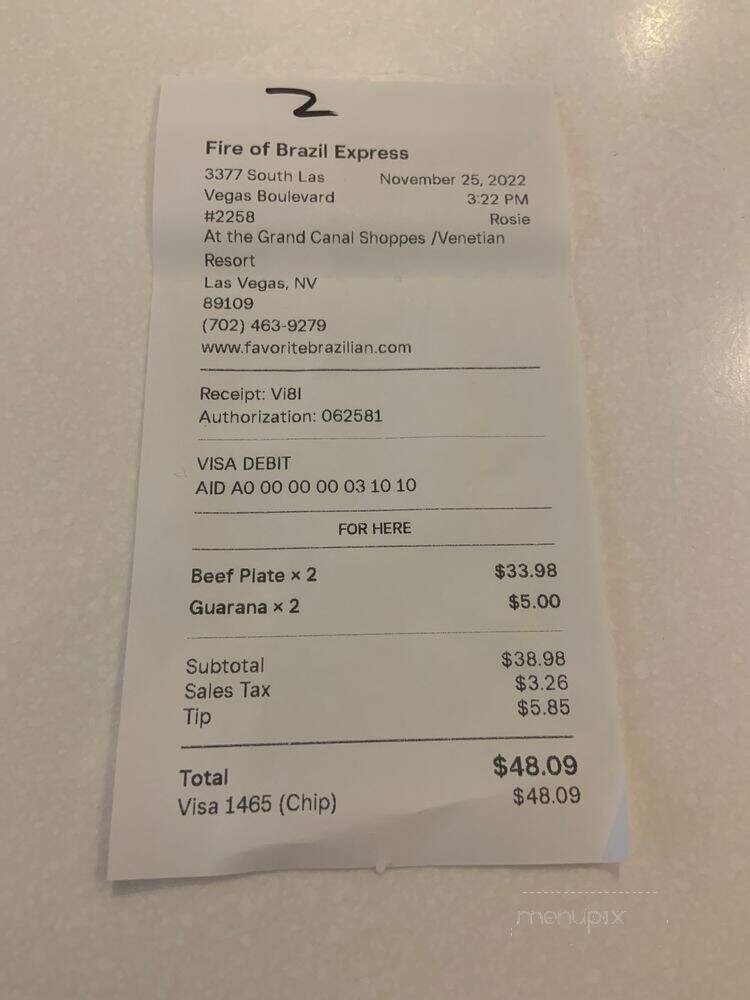 2
Fire of Brazil Express
3377 South Las November 25, 2022
Vegas Boulevard 3:22 PM
#2258 Rosie
At the Grand Canal Shoppes /Venetian
Resort
Las Vegas, NV
89109
(702) 463-9279
www.favoritebrazilian.com
Receipt: Vi8I
Authorization: 062581
VISA DEBIT
AID A0 00 00 00 03 10 10
FOR HERE
Beef Plate × 2 $33.98
Guarana × 2 $5.00
Subtotal $38.98
Sales Tax $3.26
Tip $5.85
Total $48.09
Visa 1465 (Chip) $48.09
menupix